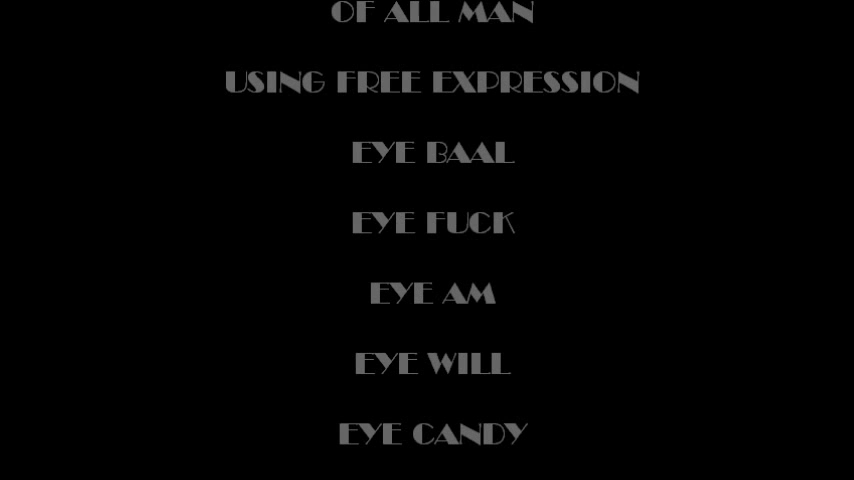 OF ALL MAN
USING FREE EXPRESSION
EYE BAAL
EYE FUCK
EYE AM
EYE WILL
EYE CANDY